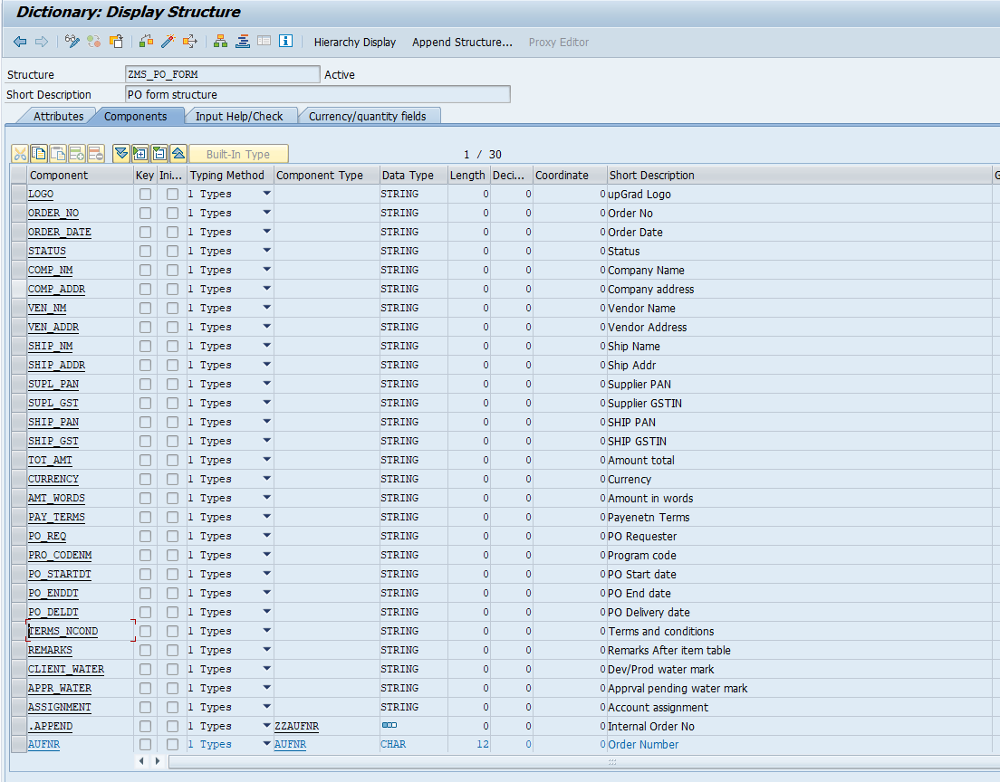 Dictionary: Display Structure
Hierarchy Display Append Structure... Proxy Editor
Structure ZMS_PO_FORM Active
Short Description PO form structure
Attributes Components Input Help/Check Currency/quantity fields
Built-In Type 1 / 30
Component Key Ini... Typing Method Component Type Data Type Length Deci... Coordinate Short Description G
LOGO 1 Types STRING 0 0 0 upGrad Logo
ORDER_NO 1 Types STRING 0 0 0 Order No
ORDER_DATE 1 Types STRING 0 0 0 Order Date
STATUS 1 Types STRING 0 0 0 Status
COMP_NM 1 Types STRING 0 0 0 Company Name
COMP_ADDR 1 Types STRING 0 0 0 Company address
VEN_NM 1 Types STRING 0 0 0 Vendor Name
VEN_ADDR 1 Types STRING 0 0 0 Vendor Address
SHIP_NM 1 Types STRING 0 0 0 Ship Name
SHIP_ADDR 1 Types STRING 0 0 0 Ship Addr
SUPL_PAN 1 Types STRING 0 0 0 Supplier PAN
SUPL_GST 1 Types STRING 0 0 0 Supplier GSTIN
SHIP_PAN 1 Types STRING 0 0 0 SHIP PAN
SHIP_GST 1 Types STRING 0 0 0 SHIP GSTIN
TOT_AMT 1 Types STRING 0 0 0 Amount total
CURRENCY 1 Types STRING 0 0 0 Currency
AMT_WORDS 1 Types STRING 0 0 0 Amount in words
PAY_TERMS 1 Types STRING 0 0 0 Payenetn Terms
PO_REQ 1 Types STRING 0 0 0 PO Requester
PRO_CODENM 1 Types STRING 0 0 0 Program code
PO_STARTDT 1 Types STRING 0 0 0 PO Start date
PO_ENDDT 1 Types STRING 0 0 0 PO End date
PO_DELDT 1 Types STRING 0 0 0 PO Delivery date
TERMS_NCOND 1 Types STRING 0 0 0 Terms and conditions
REMARKS 1 Types STRING 0 0 0 Remarks After item table
CLIENT_WATER 1 Types STRING 0 0 0 Dev/Prod water mark
APPR_WATER 1 Types STRING 0 0 0 Apprval pending water mark
ASSIGNMENT 1 Types STRING 0 0 0 Account assignment
.APPEND 1 Types ZZAUFNR 0 0 0 Internal Order No
AUFNR 1 Types AUFNR CHAR 12 0 0 Order Number